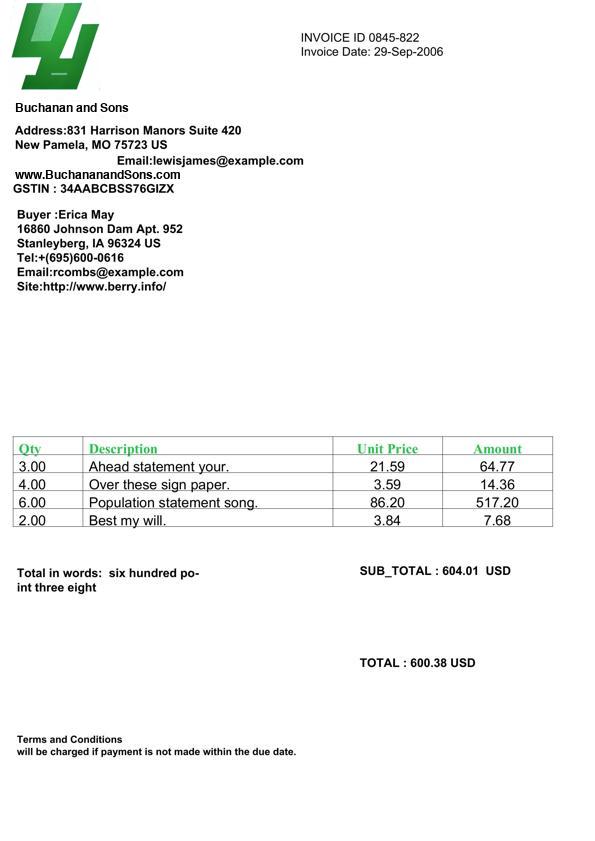 INVOICE ID 0845-822
Invoice Date: 29-Sep-2006
Buchanan and Sons
Address:831 Harrison Manors Suite 420
New Pamela, MO 75723 US
Email:lewisjames@example.com
www.BuchananandSons.com
GSTIN : 34AABCBSS76GIZX
Buyer :Erica May
16860 Johnson Dam Apt. 952
Stanleyberg, IA 96324 US
Tel:+(695)600-0616
Email:rcombs@example.com
Site:http://www.berry.info/
Qty Description Unit Price Amount
3.00 Ahead statement your. 21.59 64.77
4.00 Over these sign paper. 3.59 14.36
6.00 Population statement song. 86.20 517.20
2.00 Best my will. 3.84 7.68
Total in words:  six hundred po-
int three eight
SUB_TOTAL : 604.01  USD
TOTAL : 600.38 USD
Terms and Conditions
will be charged if payment is not made within the due date.